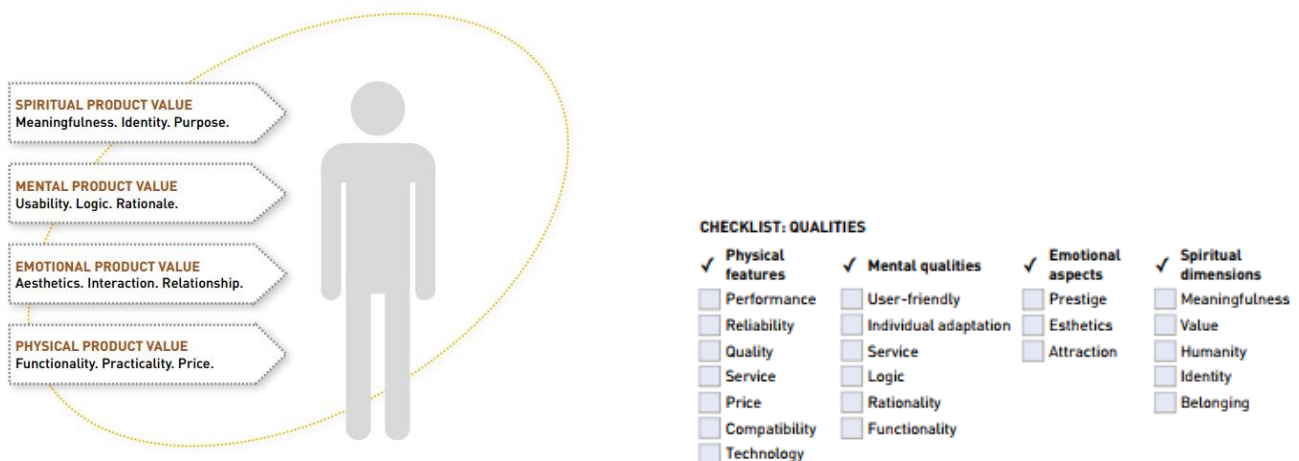 SPIRITUAL PRODUCT VALUE
Meaningfulness. Identity. Purpose.
MENTAL PRODUCT VALUE
Usability. Logic. Rationale.
EMOTIONAL PRODUCT VALUE
Aesthetics. Interaction. Relationship.
PHYSICAL PRODUCT VALUE
Functionality. Practicality. Price.
CHECKLIST: QUALITIES
✓ Physical
features
Performance
Reliability
Quality
Service
Price
Compatibility
Technology
✓ Mental qualities
User-friendly
Individual adaptation
Service
Logic
Rationality
Functionality
✓ Emotional
aspects
Prestige
Esthetics
Attraction
✓ Spiritual
dimensions
Meaningfulness
Value
Humanity
Identity
Belonging